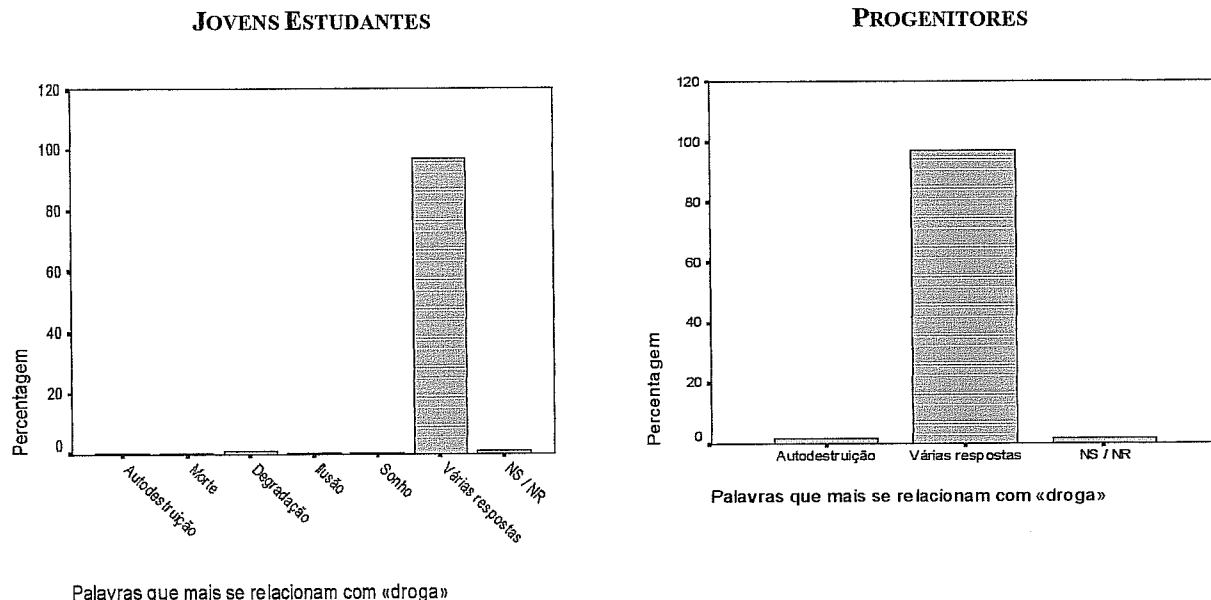 JOVENS ESTUDANTES
120
100
80
60
40
20
0
Percentagem
Autodestruição
Morte
Degradação
Ilusão
Sonho
Várias respostas
NS / NR
Palavras que mais se relacionam com «droga»
PROGENITORES
120
100
80
60
40
20
0
Percentagem
Autodestruição
Várias respostas
NS / NR
Palavras que mais se relacionam com «droga»